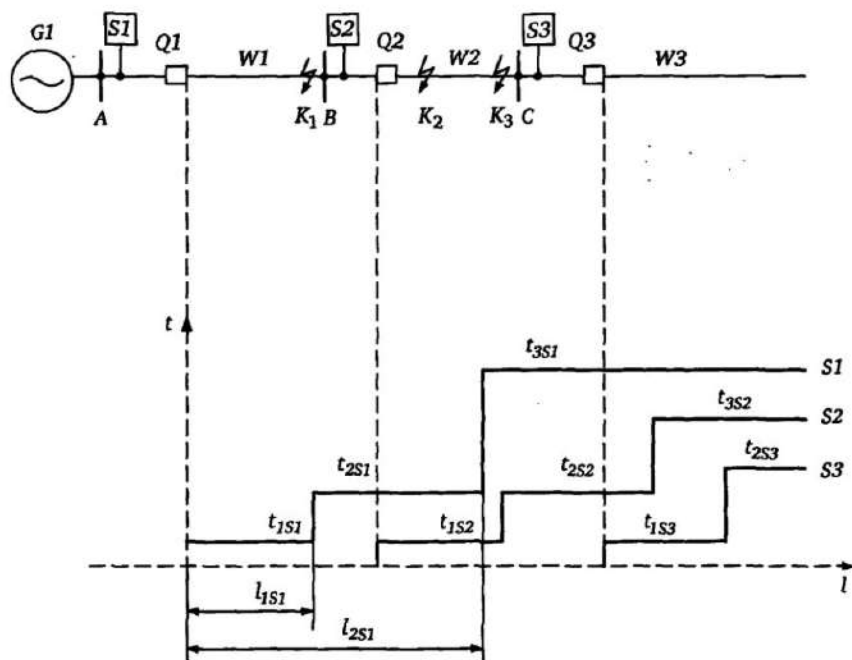 G1 S1 Q1 W1 S2 Q2 W2 S3 Q3 W3
A K₁ B K₂ K₃ C
t
t₃S1
S1
t₃S2
S2
t₂S1 t₂S2 t₂S3
S3
t₁S1 t₁S2 t₁S3
l
l₁S1
l₂S1